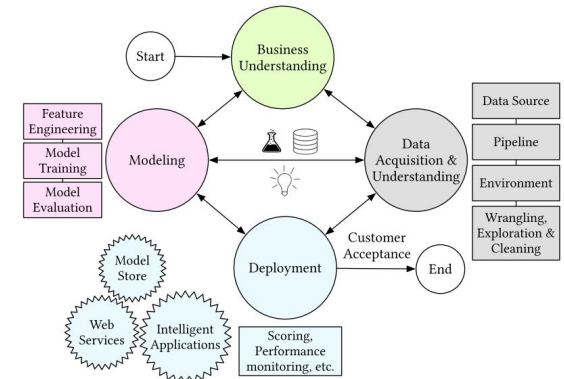 Start
Business
Understanding
Feature
Engineering
Model
Training
Model
Evaluation
Modeling
Data
Acquisition &
Understanding
Data Source
Pipeline
Environment
Wrangling,
Exploration &
Cleaning
Deployment
Customer
Acceptance
End
Model
Store
Web
Services
Intelligent
Applications
Scoring,
Performance
monitoring, etc.